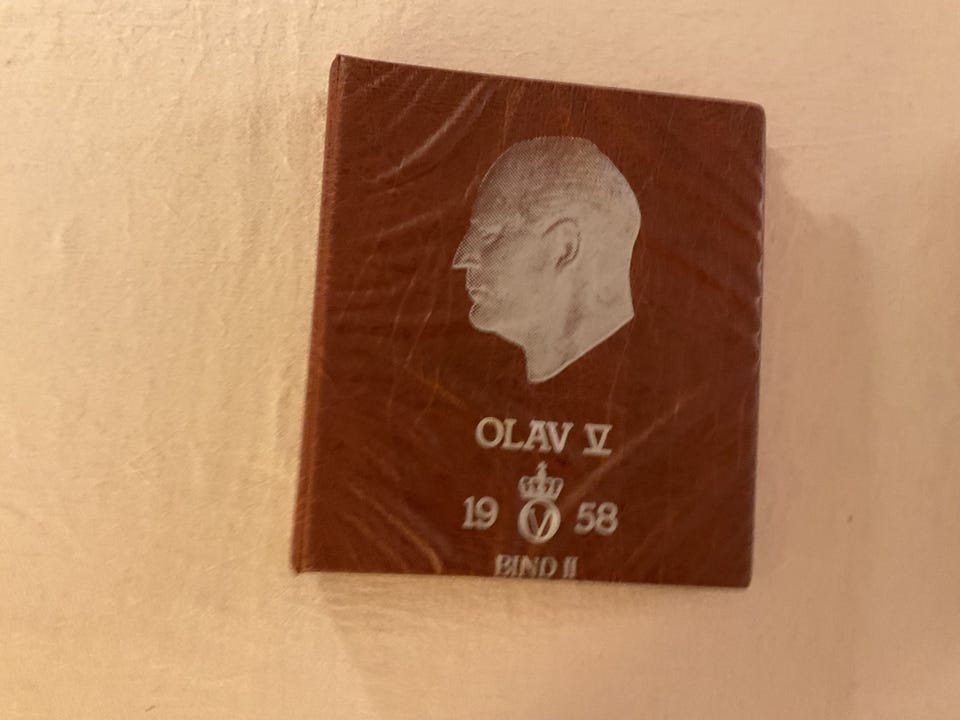 OLAV V
19 V 58
BIND II